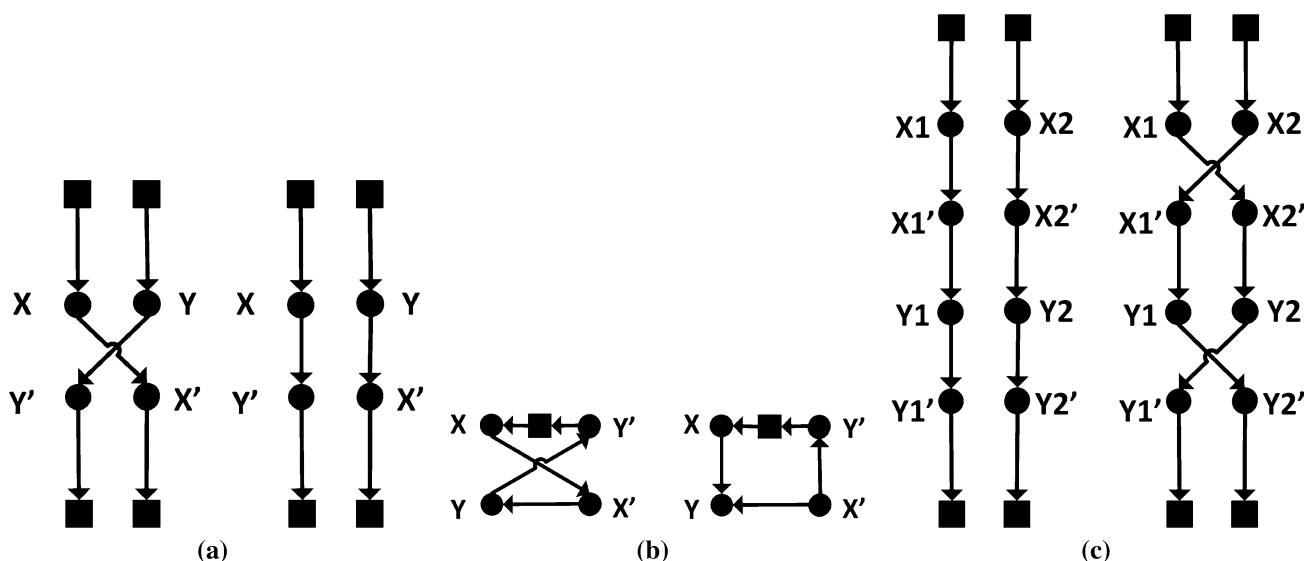 X1 X2 X1 X2
X1' X2' X1' X2'
X Y X Y
Y1 Y2 Y1 Y2
Y' X' Y' X'
Y1' Y2' Y1' Y2'
X Y' X Y'
Y X' Y X'
(a) (b) (c)